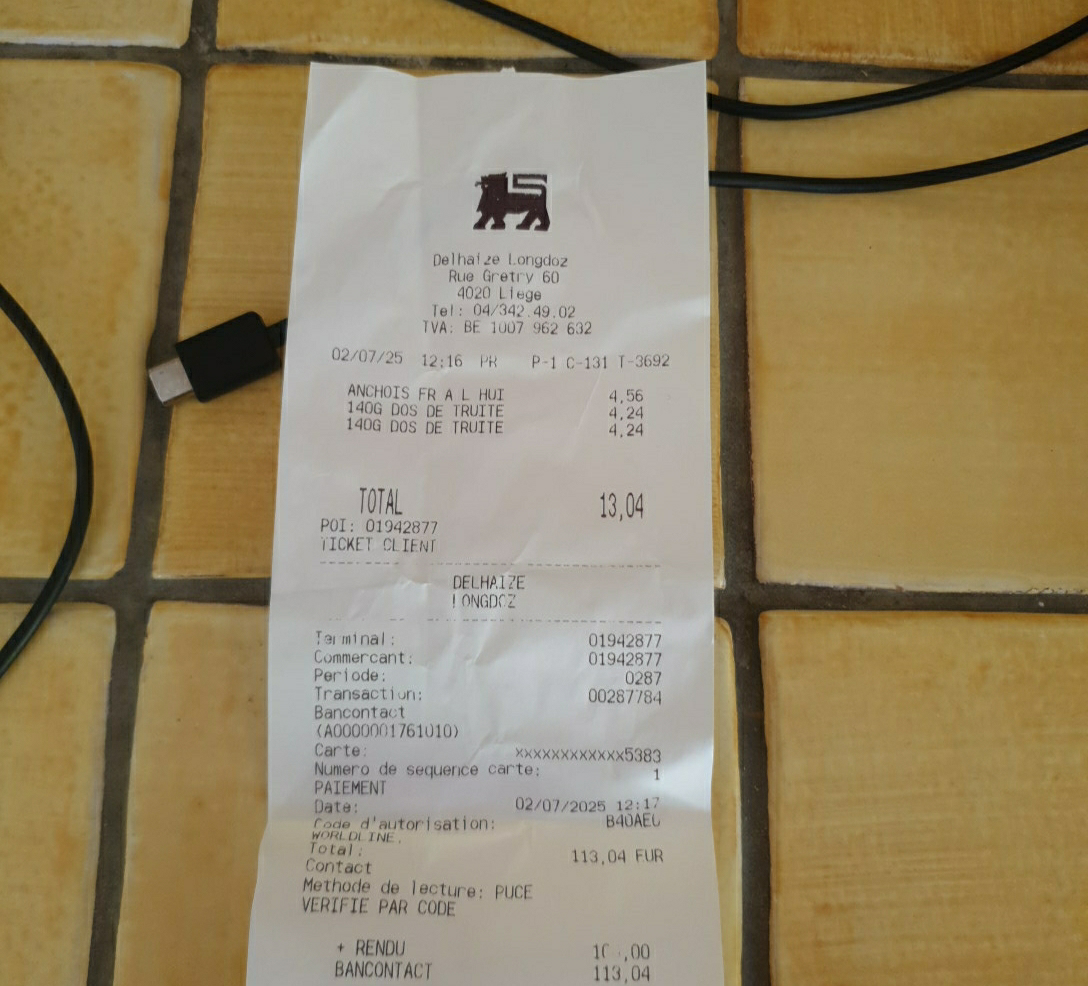 Delhaize Longdoz
Rue Gretry 60
4020 Liege
Tel: 04/342.49.02
TVA: BE 1007 962 632
02/07/25 12:16 PR P-1 C-131 T-3692
ANCHOIS FR A L HUI 4,56
140G DOS DE TRUITE 4,24
140G DOS DE TRUITE 4,24
TOTAL 13,04
POI: 01942877
TICKET CLIENT
DELHAIZE
LONGDOZ
Terminal: 01942877
Commercant: 01942877
Periode: 0287
Transaction: 00287784
Bancontact
(A0000001761010)
Carte: xxxxxxxxxxxx5383
Numero de sequence carte: 1
PAIEMENT
Date: 02/07/2025 12:17
Code d'autorisation:
WORLDLINE.
Total: 113,04 EUR
Contact
Methode de lecture: PUCE
VERIFIE PAR CODE
+ RENDU
BANCONTACT 113,04